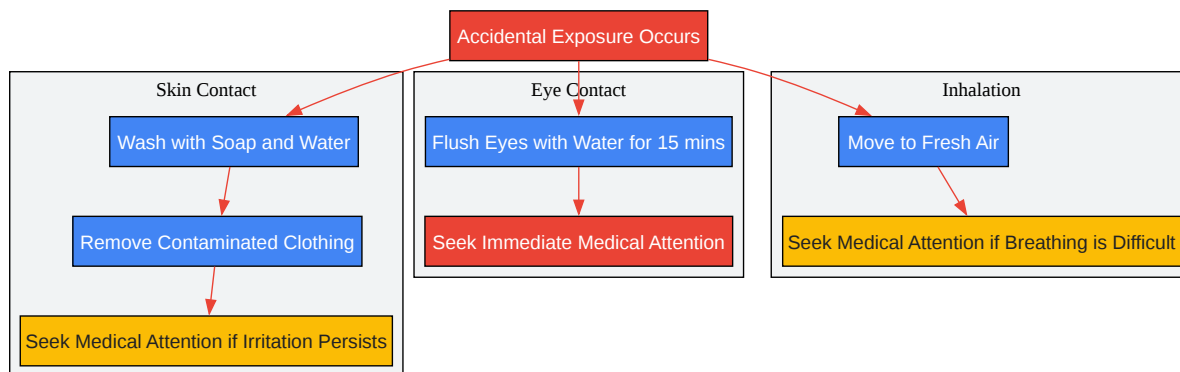 Accidental Exposure Occurs
Skin Contact
Wash with Soap and Water
Remove Contaminated Clothing
Seek Medical Attention if Irritation Persists
Eye Contact
Flush Eyes with Water for 15 mins
Seek Immediate Medical Attention
Inhalation
Move to Fresh Air
Seek Medical Attention if Breathing is Difficult